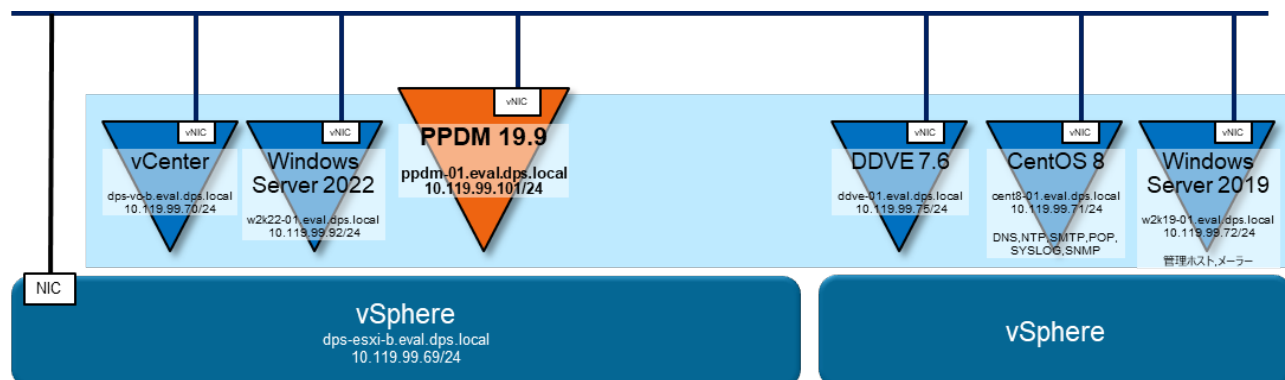 vNIC
vCenter
dps-vc-b.eval.dps.local
10.119.99.70/24
vNIC
Windows
Server 2022
w2k22-01.eval.dps.local
10.119.99.92/24
vNIC
PPDM 19.9
ppdm-01.eval.dps.local
10.119.99.101/24
vNIC
DDVE 7.6
ddve-01.eval.dps.local
10.119.99.75/24
vNIC
CentOS 8
cent8-01.eval.dps.local
10.119.99.71/24
DNS,NTP,SMTP,POP,
SYSLOG,SNMP
vNIC
Windows
Server 2019
w2k19-01.eval.dps.local
10.119.99.72/24
管理ホスト,メーラー
NIC
vSphere
dps-esxi-b.eval.dps.local
10.119.99.69/24
vSphere